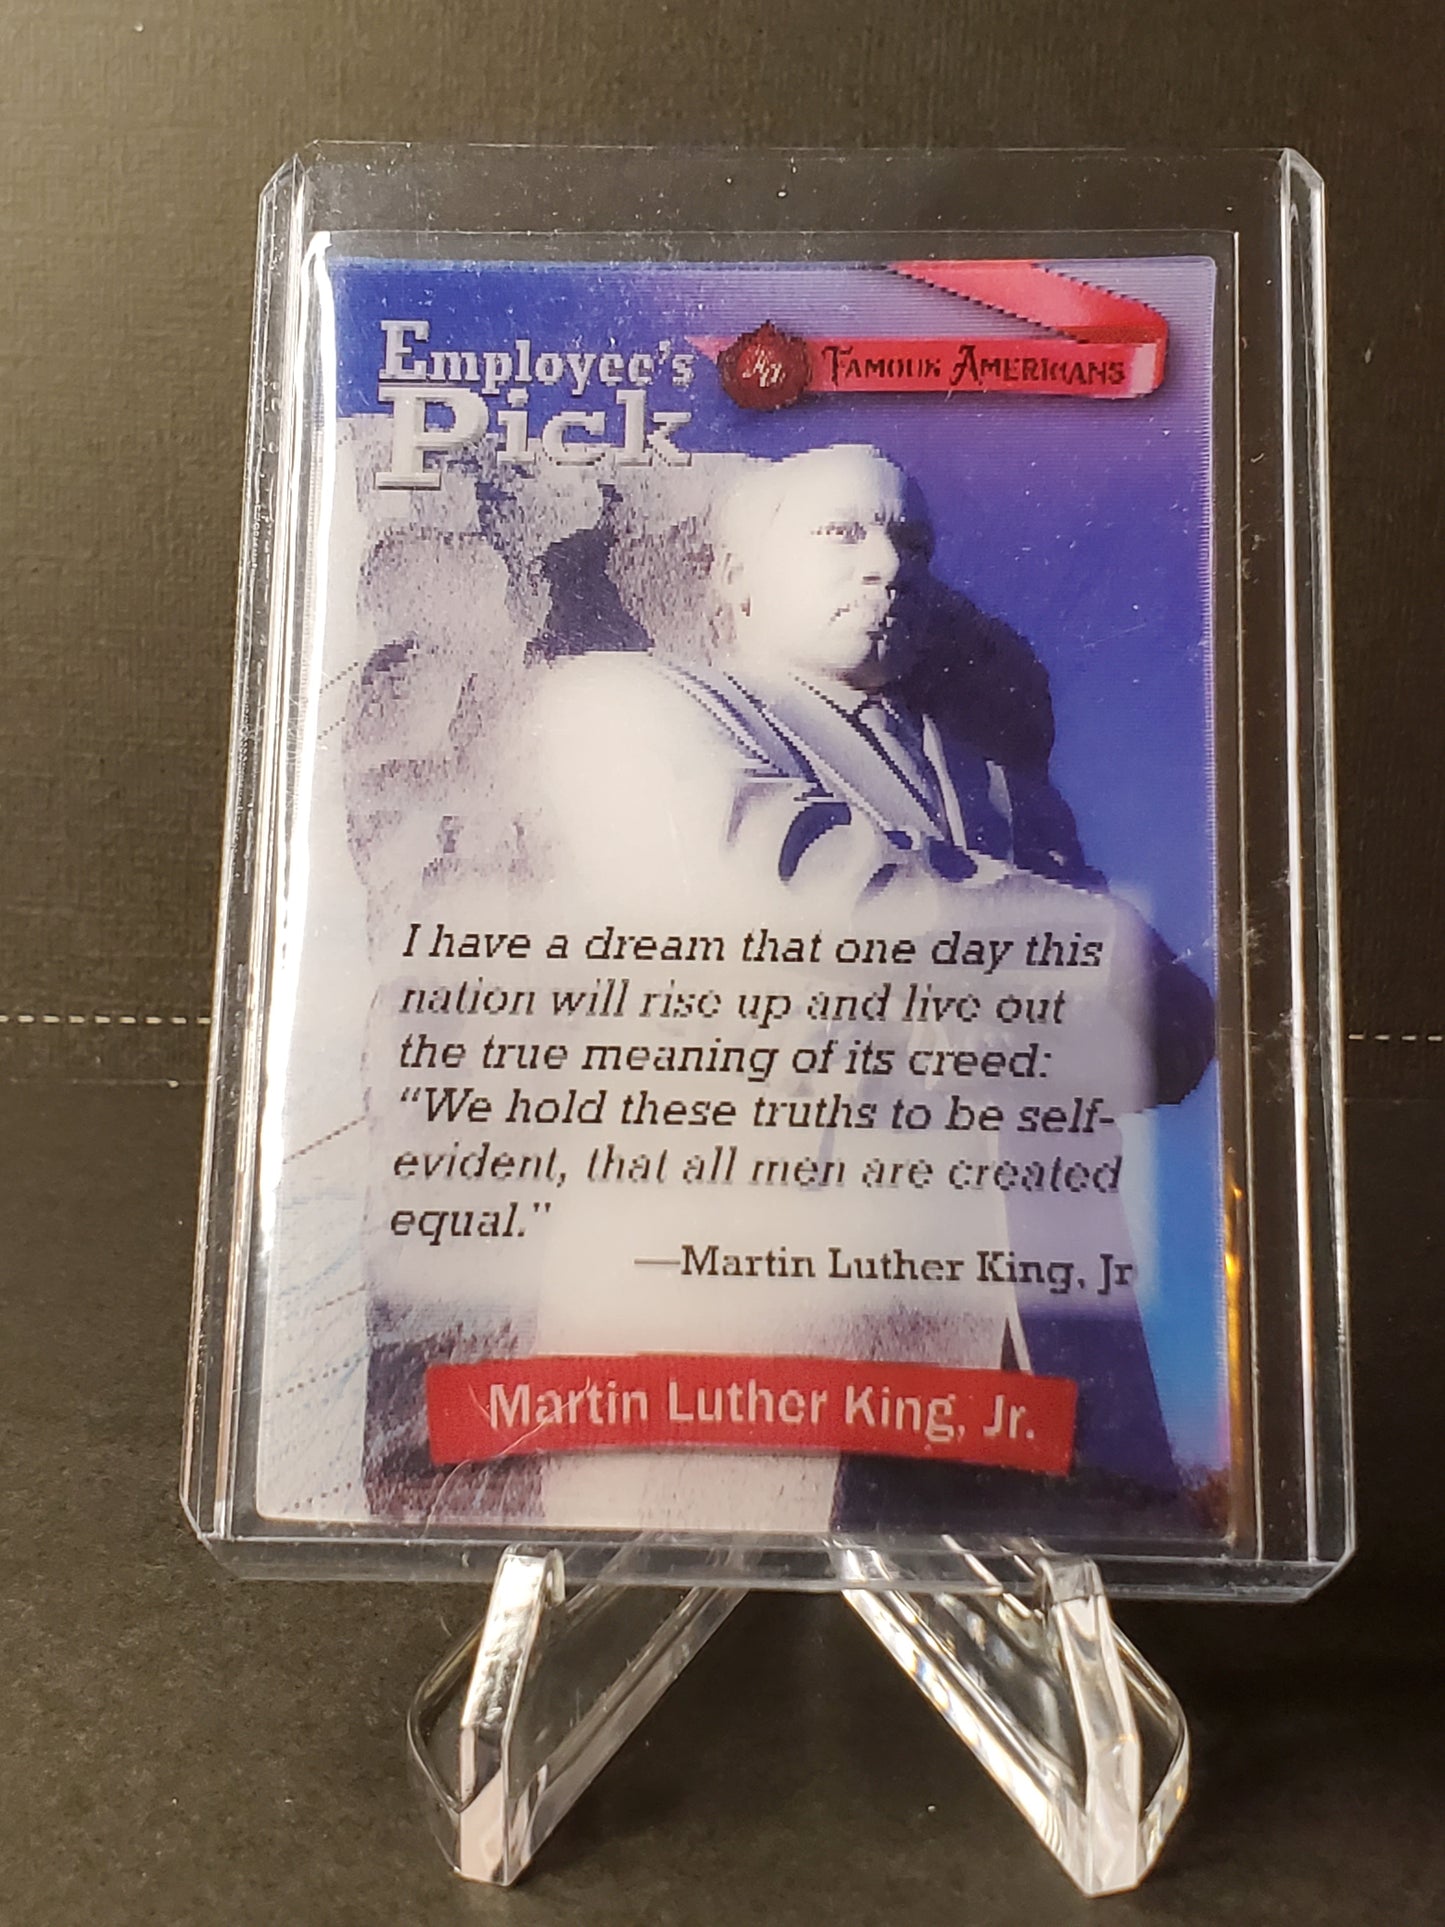 Employee's
Pick
Famous Americans
I have a dream that one day this
nation will rise up and live out
the true meaning of its creed:
“We hold these truths to be self-
evident, that all men are created
equal.”
—Martin Luther King, Jr
Martin Luther King, Jr.